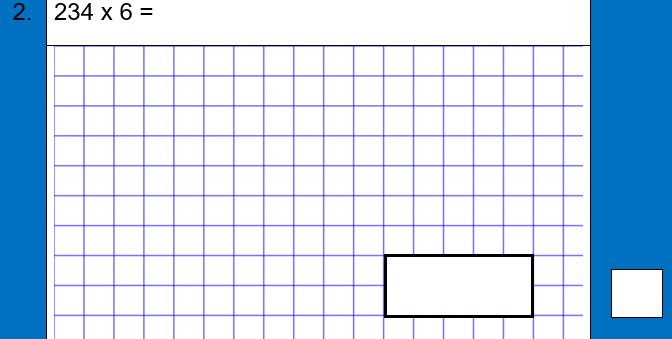 2. 234 x 6 =